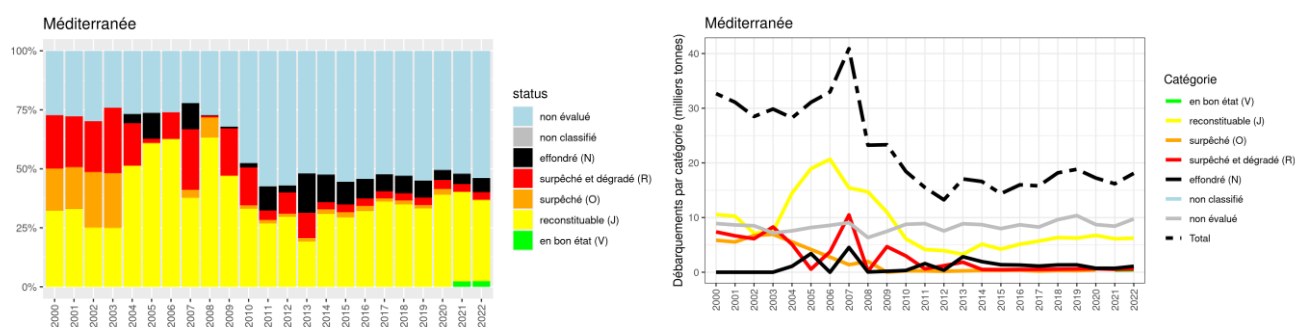 Méditerranée
100%
75%
50%
25%
0%
2000 2001 2002 2003 2004 2005 2006 2007 2008 2009 2010 2011 2012 2013 2014 2015 2016 2017 2018 2019 2020 2021 2022
status
non évalué
non classifié
effondré (N)
surpêché et dégradé (R)
surpêché (O)
reconstituable (J)
en bon état (V)
Méditerranée
Débarquements par catégorie (milliers tonnes)
40
30
20
10
0
2000 2001 2002 2003 2004 2005 2006 2007 2008 2009 2010 2011 2012 2013 2014 2015 2016 2017 2018 2019 2020 2021 2022
Catégorie
en bon état (V)
reconstituable (J)
surpêché (O)
surpêché et dégradé (R)
effondré (N)
non classifié
non évalué
Total